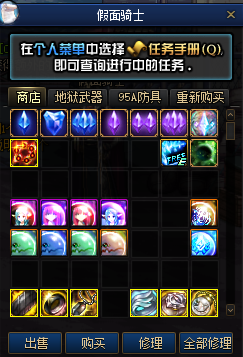 假面骑士
在个人菜单中选择 任务手册(Q),
即可查询进行中的任务。
商店 地狱武器 95A防具 重新购买
FREE
出售 购买 修理 全部修理